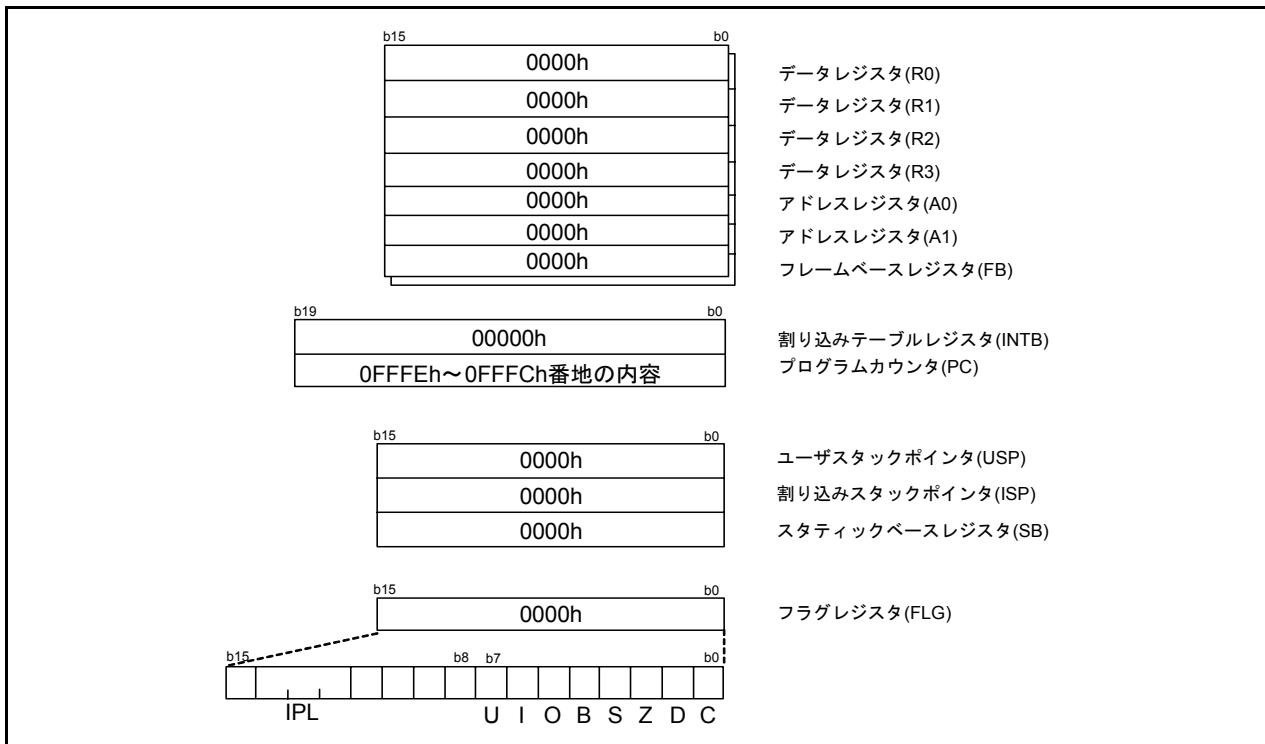 b15 b0
0000h データレジスタ(R0)
0000h データレジスタ(R1)
0000h データレジスタ(R2)
0000h データレジスタ(R3)
0000h アドレスレジスタ(A0)
0000h アドレスレジスタ(A1)
0000h フレームベースレジスタ(FB)
b19 b0
00000h 割り込みテーブルレジスタ(INTB)
0FFFEh～0FFFCh番地の内容 プログラムカウンタ(PC)
b15 b0
0000h ユーザスタックポインタ(USP)
0000h 割り込みスタックポインタ(ISP)
0000h スタティックベースレジスタ(SB)
b15 b0
0000h フラグレジスタ(FLG)
b15 b8 b7 b0
IPL U I O B S Z D C